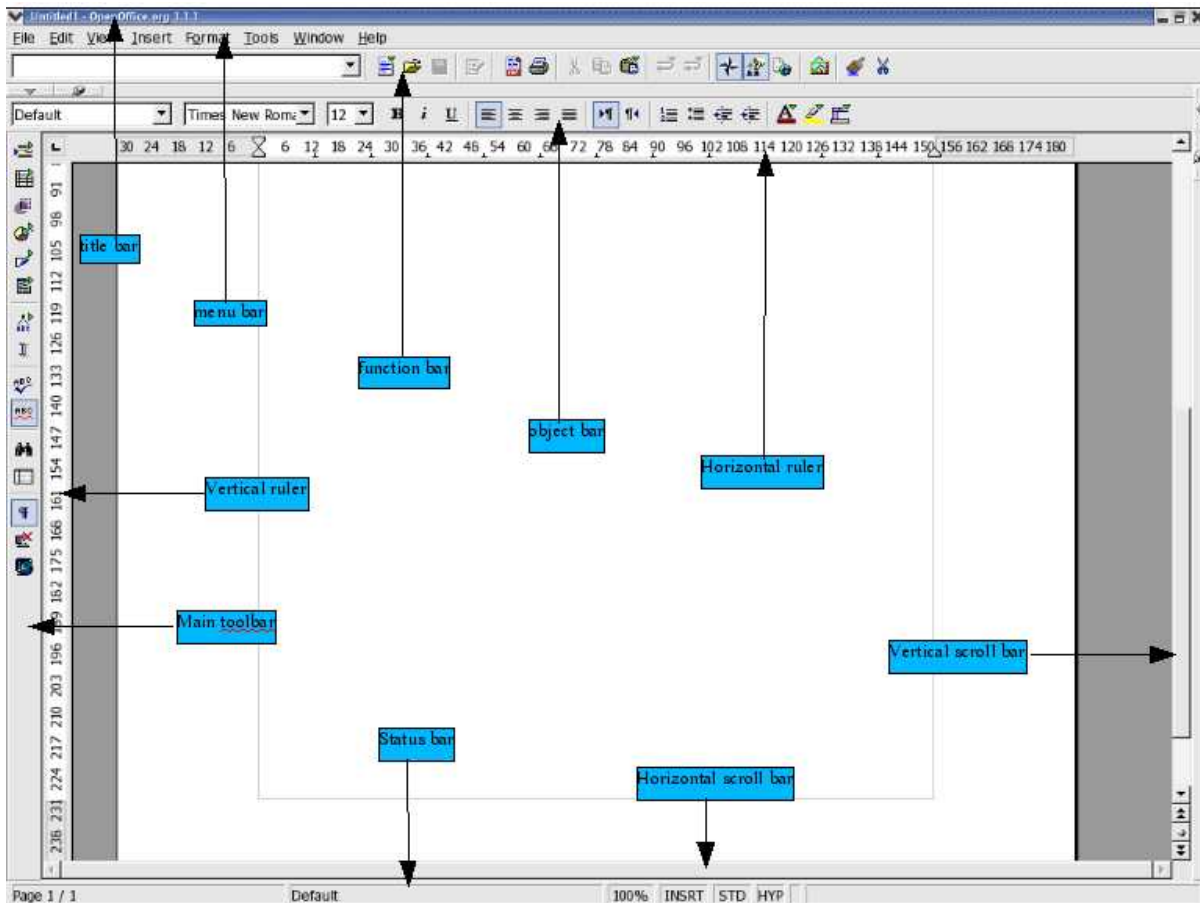 Untitled1 - OpenOffice.org 1.1.1
File Edit View Insert Format Tools Window Help
Default Times New Roma 12 B i U
30 24 18 12 6 6 12 18 24 30 36 42 48 54 60 66 72 78 84 90 96 102 108 114 120 126 132 138 144 150 156 162 168 174 180
91
98
105
112
119
126
133
140
147
154
161
168
175
182
189
196
203
210
217
224
231
238
title bar
menu bar
Function bar
object bar
Horizontal ruler
Vertical ruler
Main toolbar
Vertical scroll bar
Status bar
Horizontal scroll bar
Page 1 / 1 Default 100% INSRT STD HYP